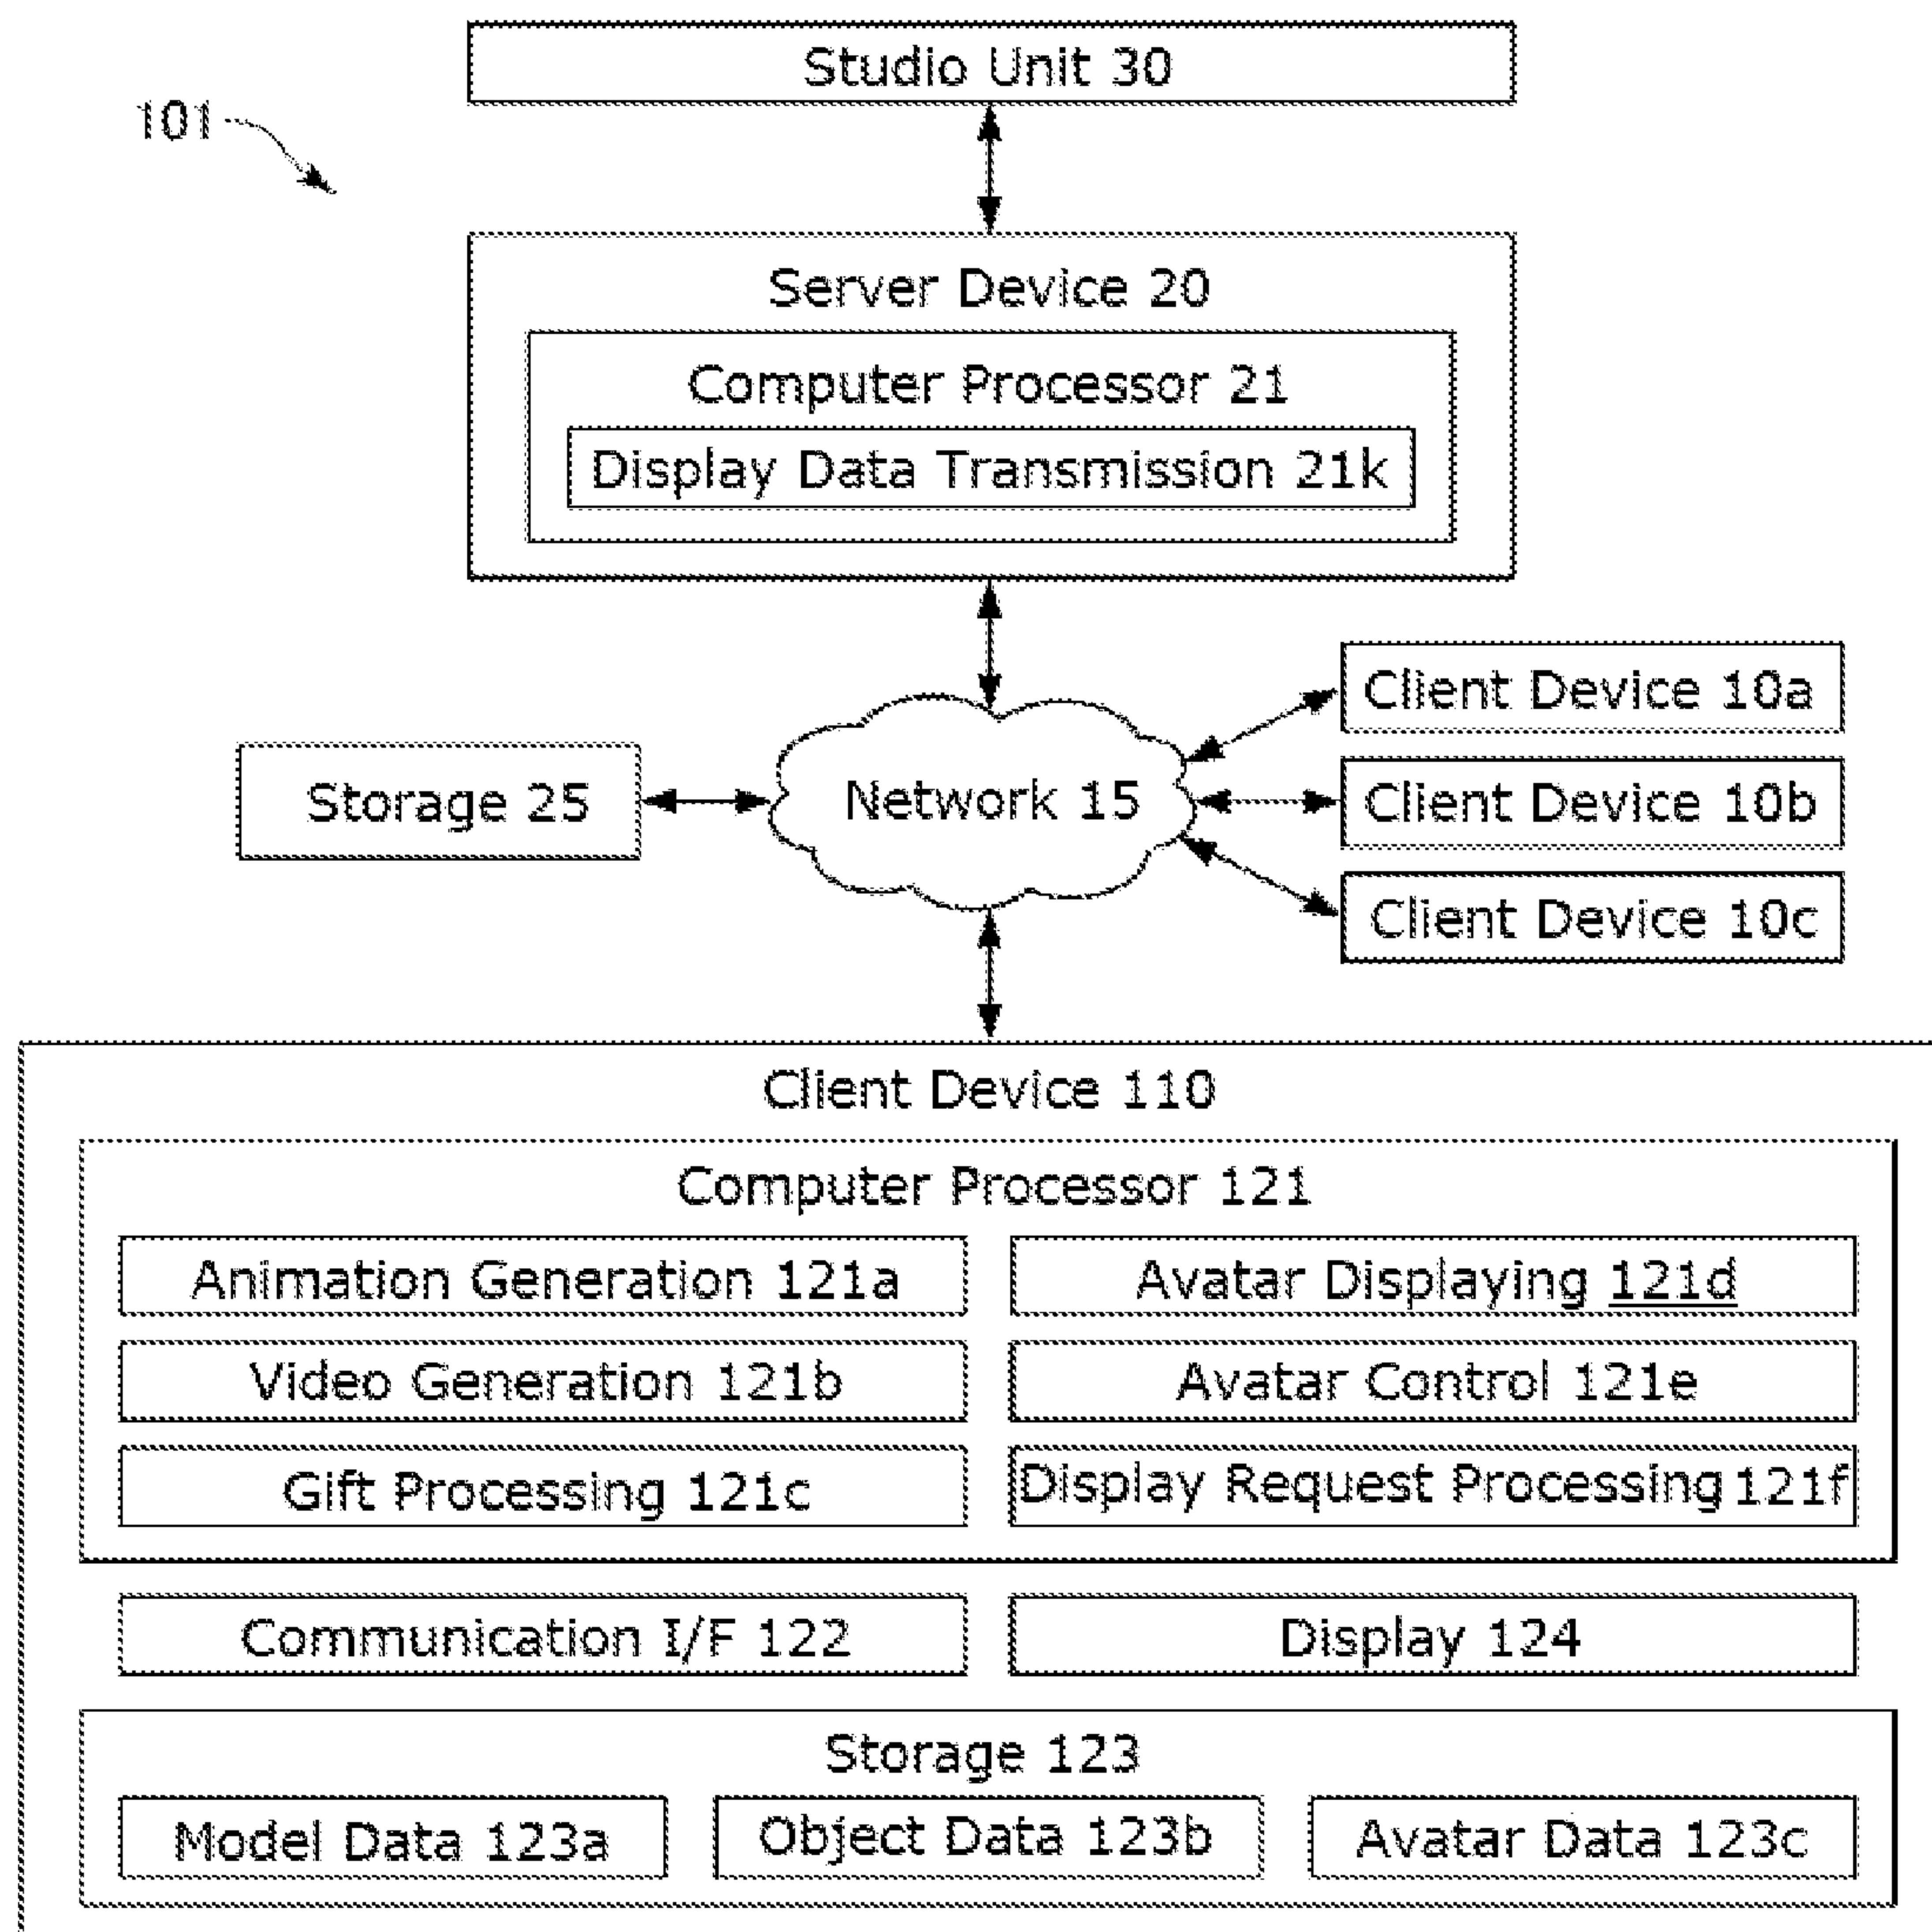 Studio Unit 30
101
Server Device 20
Computer Processor 21
Display Data Transmission 21k
Client Device 10a
Storage 25
Network 15
Client Device 10b
Client Device 10c
Client Device 110
Computer Processor 121
Animation Generation 121a
Avatar Displaying 121d
Video Generation 121b
Avatar Control 121e
Gift Processing 121c
Display Request Processing 121f
Communication I/F 122
Display 124
Storage 123
Model Data 123a
Object Data 123b
Avatar Data 123c